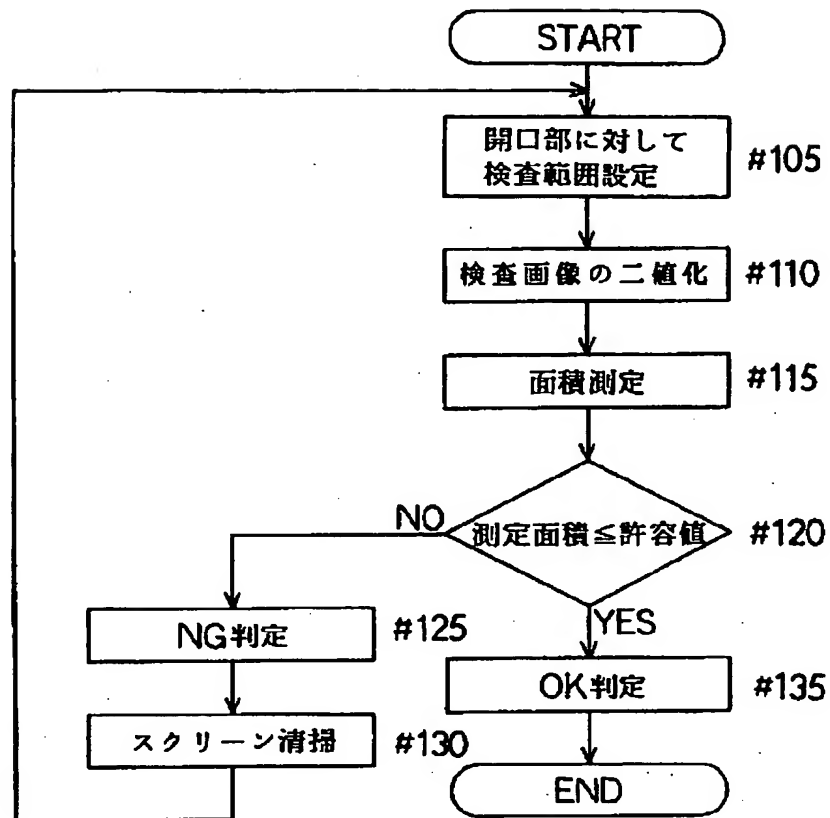 START
開口部に対して
検査範囲設定
#105
検査画像の二値化
#110
面積測定
#115
測定面積≦許容値
#120
NO
YES
NG判定
#125
OK判定
#135
スクリーン清掃
#130
END